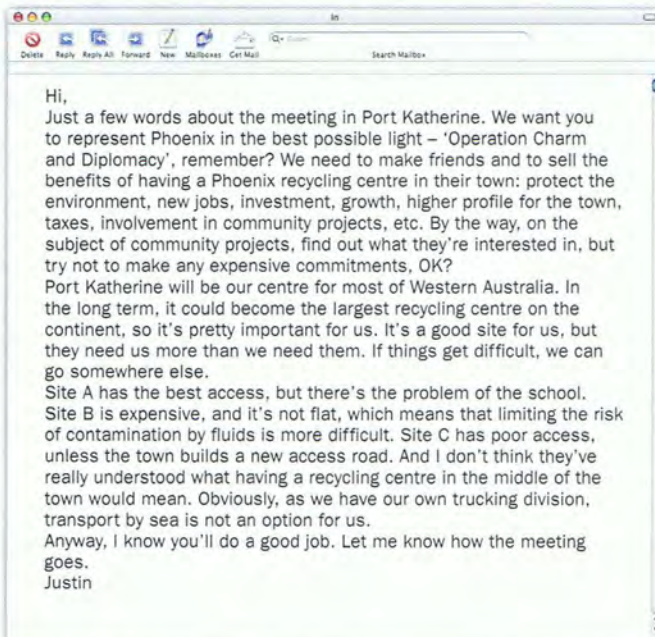 In
Delete Reply Reply All Forward New Mailboxes Get Mail Search Mailbox
Hi,
Just a few words about the meeting in Port Katherine. We want you
to represent Phoenix in the best possible light – ‘Operation Charm
and Diplomacy’, remember? We need to make friends and to sell the
benefits of having a Phoenix recycling centre in their town: protect the
environment, new jobs, investment, growth, higher profile for the town,
taxes, involvement in community projects, etc. By the way, on the
subject of community projects, find out what they’re interested in, but
try not to make any expensive commitments, OK?
Port Katherine will be our centre for most of Western Australia. In
the long term, it could become the largest recycling centre on the
continent, so it’s pretty important for us. It’s a good site for us, but
they need us more than we need them. If things get difficult, we can
go somewhere else.
Site A has the best access, but there’s the problem of the school.
Site B is expensive, and it’s not flat, which means that limiting the risk
of contamination by fluids is more difficult. Site C has poor access,
unless the town builds a new access road. And I don’t think they’ve
really understood what having a recycling centre in the middle of the
town would mean. Obviously, as we have our own trucking division,
transport by sea is not an option for us.
Anyway, I know you’ll do a good job. Let me know how the meeting
goes.
Justin